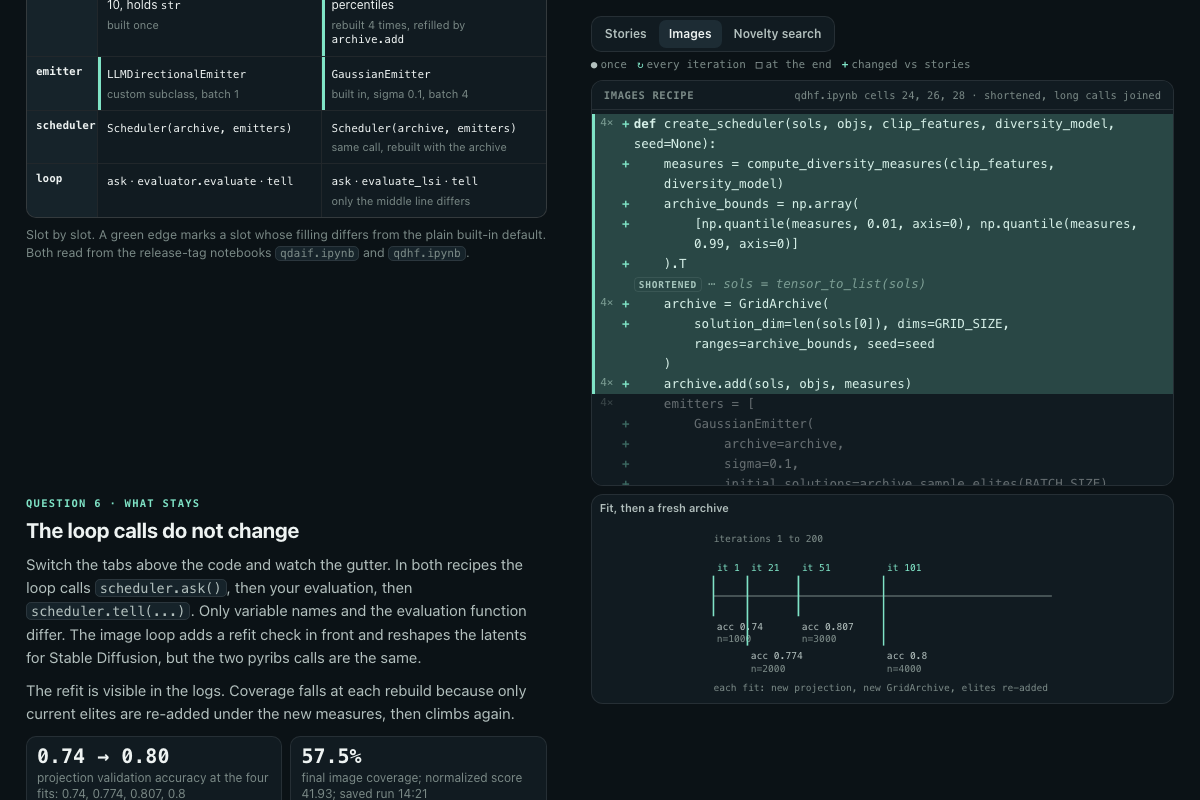 10, holds str
built once
percentiles
rebuilt 4 times, refilled by
archive.add
emitter
LLMDirectionalEmitter
custom subclass, batch 1
GaussianEmitter
built in, sigma 0.1, batch 4
scheduler
Scheduler(archive, emitters)
Scheduler(archive, emitters)
same call, rebuilt with the archive
loop
ask · evaluator.evaluate · tell
ask · evaluate_lsi · tell
only the middle line differs
Slot by slot. A green edge marks a slot whose filling differs from the plain built-in default.
Both read from the release-tag notebooks qdaif.ipynb and qdhf.ipynb.
QUESTION 6 · WHAT STAYS
The loop calls do not change
Switch the tabs above the code and watch the gutter. In both recipes the
loop calls scheduler.ask(), then your evaluation, then
scheduler.tell(...). Only variable names and the evaluation function
differ. The image loop adds a refit check in front and reshapes the latents
for Stable Diffusion, but the two pyribs calls are the same.
The refit is visible in the logs. Coverage falls at each rebuild because only
current elites are re-added under the new measures, then climbs again.
0.74 → 0.80
projection validation accuracy at the four
fits: 0.74, 0.774, 0.807, 0.8
57.5%
final image coverage; normalized score
41.93; saved run 14:21
Stories Images Novelty search
● once ↻ every iteration □ at the end + changed vs stories
IMAGES RECIPE qdhf.ipynb cells 24, 26, 28 · shortened, long calls joined
4× + def create_scheduler(sols, objs, clip_features, diversity_model,
seed=None):
+ measures = compute_diversity_measures(clip_features,
diversity_model)
+ archive_bounds = np.array(
+ [np.quantile(measures, 0.01, axis=0), np.quantile(measures,
0.99, axis=0)]
+ ).T
SHORTENED ⋯ sols = tensor_to_list(sols)
4× + archive = GridArchive(
+ solution_dim=len(sols[0]), dims=GRID_SIZE,
ranges=archive_bounds, seed=seed
)
4× + archive.add(sols, objs, measures)
4× emitters = [
+ GaussianEmitter(
+ archive=archive,
+ sigma=0.1,
+ initial_solutions=archive.sample_elites(BATCH_SIZE)
Fit, then a fresh archive
iterations 1 to 200
it 1 it 21 it 51 it 101
acc 0.74 acc 0.807
n=1000 n=3000
acc 0.774 acc 0.8
n=2000 n=4000
each fit: new projection, new GridArchive, elites re-added